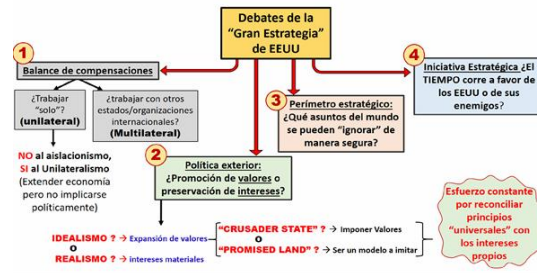 Debates de la
"Gran Estrategia"
de EEUU
1
Balance de compensaciones
¿Trabajar
"solo"?
(unilateral)
¿trabajar con otros
estados/organizaciones
internacionales?
(Multilateral)
NO al aislacionismo,
SI al Unilateralismo
(Extender economía
pero no implicarse
políticamente)
2
Política exterior:
¿Promoción de valores o
preservación de intereses?
3
Perímetro estratégico:
¿Qué asuntos del mundo
se pueden "ignorar" de
manera segura?
4
Iniciativa Estratégica ¿El
TIEMPO corre a favor de
los EEUU o de sus
enemigos?
IDEALISMO ? → Expansión de valores
O
REALISMO ? → intereses materiales
"CRUSADER STATE" ? → Imponer Valores
O
"PROMISED LAND" ? → Ser un modelo a imitar
Esfuerzo constante
por reconciliar
principios
"universales" con
los intereses
propios